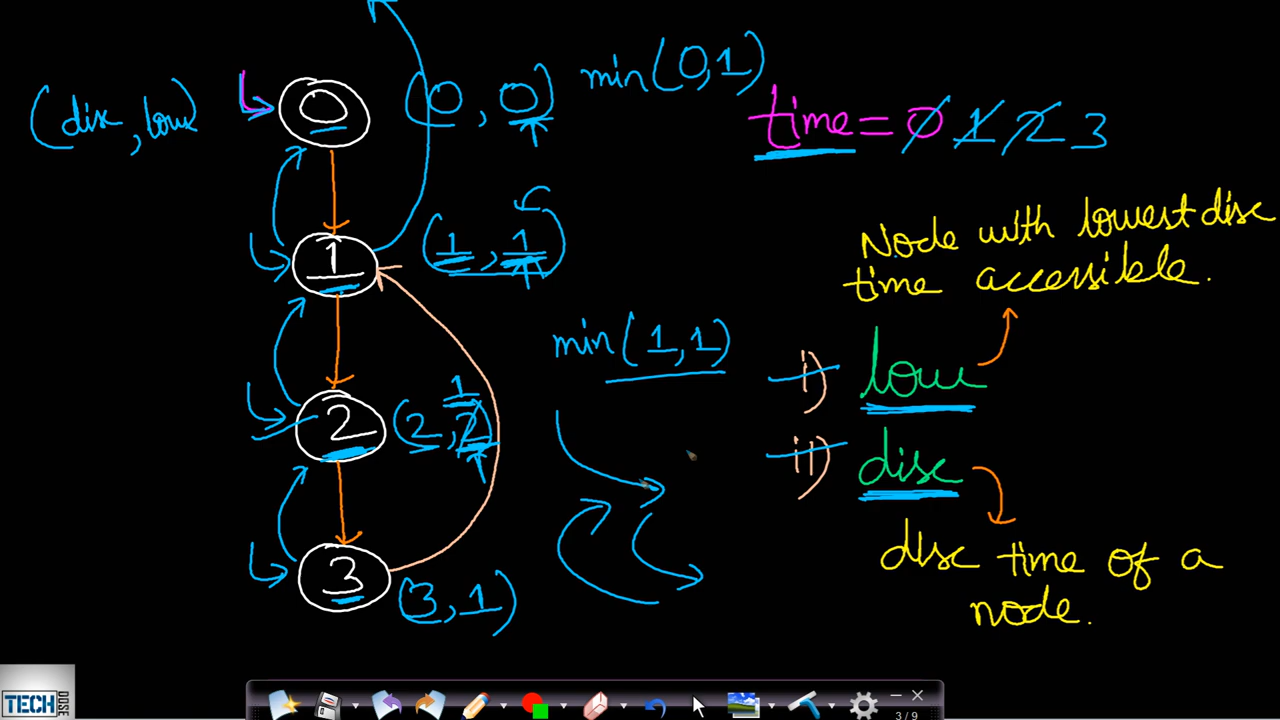 (disc, low)
0
(0, 0)
min(0,1)
time = 0 1 2 3
1
(1, 1)
Node with lowest disc
time accessible.
min(1,1)
i) low
1
2
(2, 2)
ii) disc
disc time of a
node.
3
(3, 1)
TECH
DOSE
3 / 9